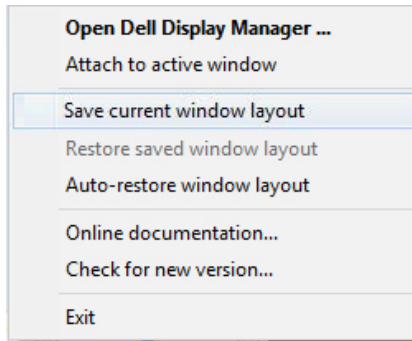 Open Dell Display Manager ...
Attach to active window
Save current window layout
Restore saved window layout
Auto-restore window layout
Online documentation...
Check for new version...
Exit